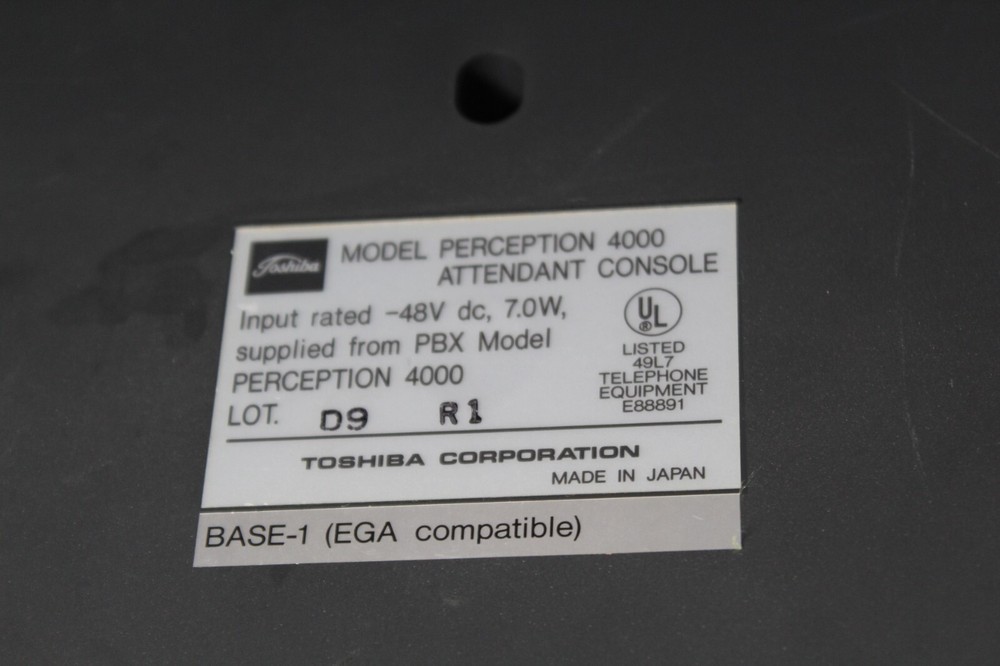 Toshiba
MODEL PERCEPTION 4000
ATTENDANT CONSOLE
Input rated -48V dc, 7.0W,
supplied from PBX Model
PERCEPTION 4000
LOT. D9 R1
UL
®
LISTED
49L7
TELEPHONE
EQUIPMENT
E88891
TOSHIBA CORPORATION
MADE IN JAPAN
BASE-1 (EGA compatible)